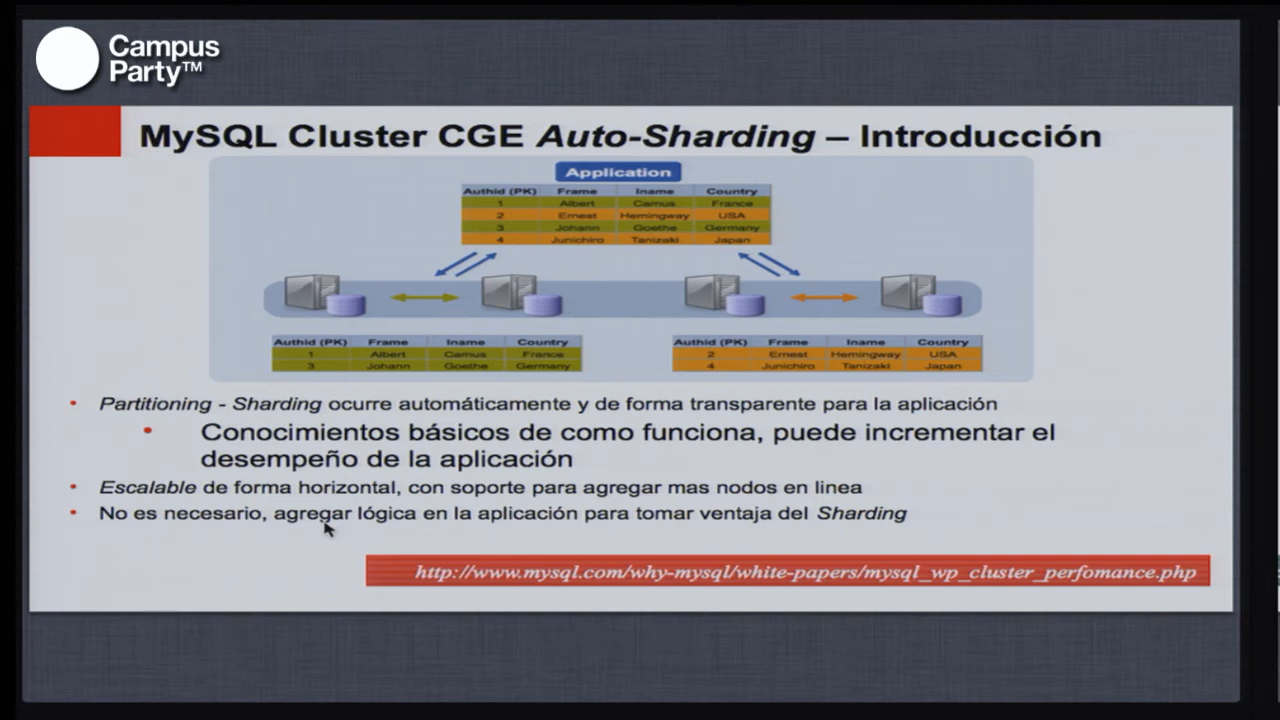 Campus
Party™
MySQL Cluster CGE Auto-Sharding – Introducción
Application
Authid (PK) Frame Iname Country
1 Albert Camus France
2 Ernest Hemingway USA
3 Johann Goethe Germany
4 Junichiro Tanizaki Japan
Authid (PK) Frame Iname Country
1 Albert Camus France
3 Johann Goethe Germany
Authid (PK) Frame Iname Country
2 Ernest Hemingway USA
4 Junichiro Tanizaki Japan
• Partitioning - Sharding ocurre automáticamente y de forma transparente para la aplicación
• Conocimientos básicos de como funciona, puede incrementar el
desempeño de la aplicación
• Escalable de forma horizontal, con soporte para agregar mas nodos en linea
• No es necesario, agregar lógica en la aplicación para tomar ventaja del Sharding
http://www.mysql.com/why-mysql/white-papers/mysql_wp_cluster_perfomance.php